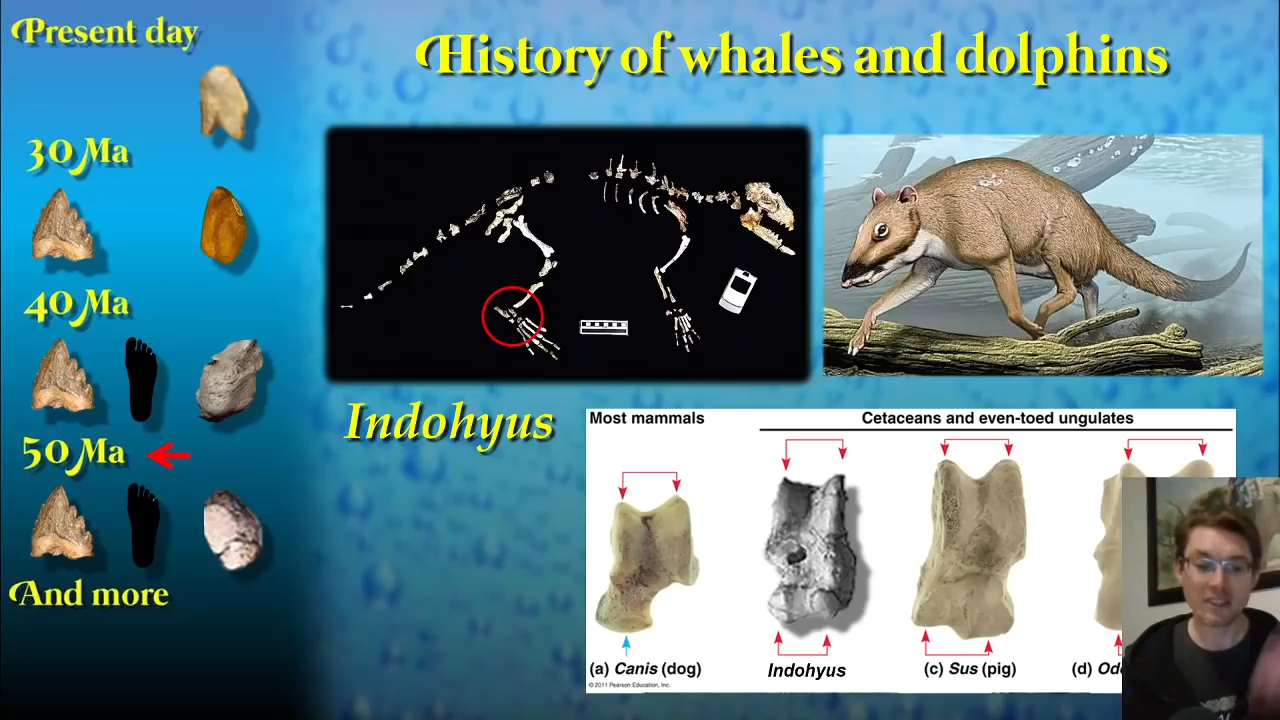 Present day
History of whales and dolphins
30 Ma
40 Ma
50 Ma
And more
Indohyus
Most mammals
Cetaceans and even-toed ungulates
(a) Canis (dog)
Indohyus
(c) Sus (pig)
(d)
© 2011 Pearson Education, Inc.